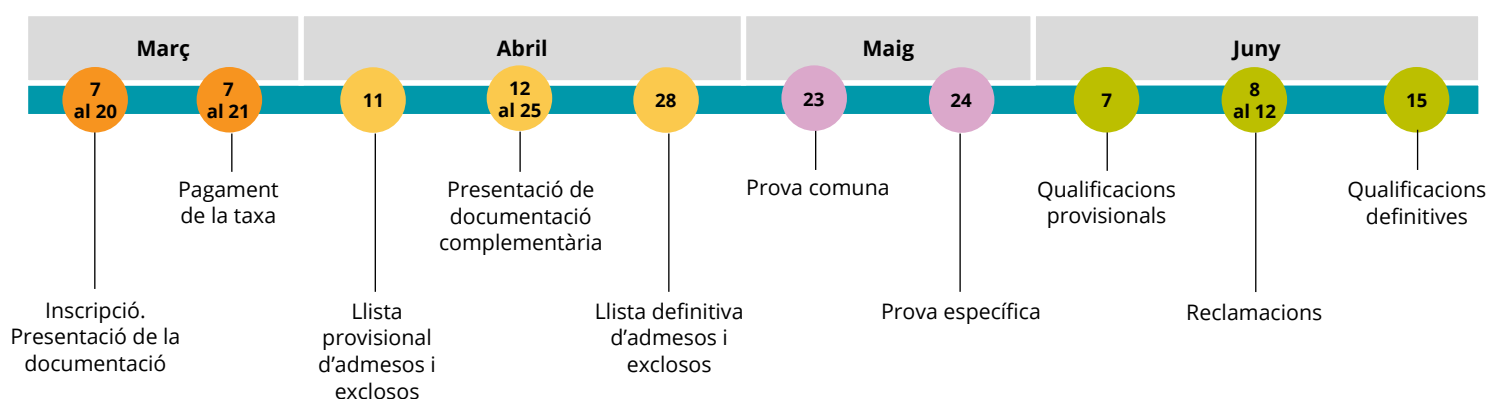 Març
Abril
Maig
Juny
7
al 20
7
al 21
11
12
al 25
28
23
24
7
8
al 12
15
Pagament
de la taxa
Presentació de
documentació
complementària
Prova comuna
Qualificacions
provisionals
Qualificacions
definitives
Inscripció.
Presentació de la
documentació
Llista
provisional
d’admesos i
exclosos
Llista definitiva
d’admesos i
exclosos
Prova específica
Reclamacions